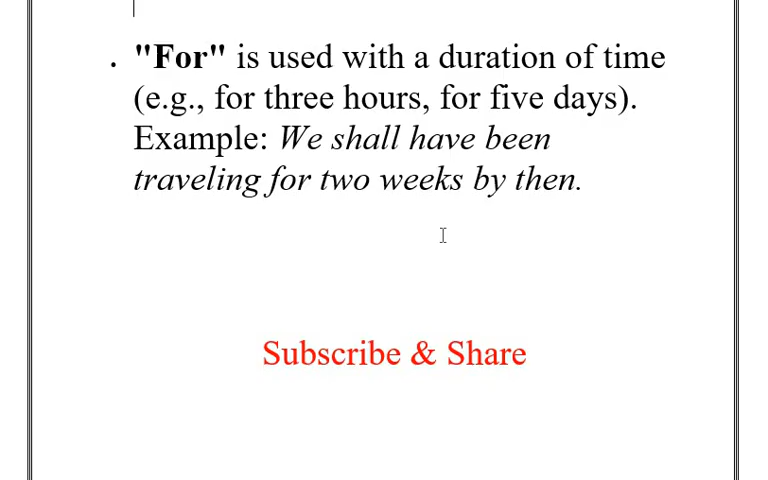 • "For" is used with a duration of time
(e.g., for three hours, for five days).
Example: We shall have been
traveling for two weeks by then.
Subscribe & Share